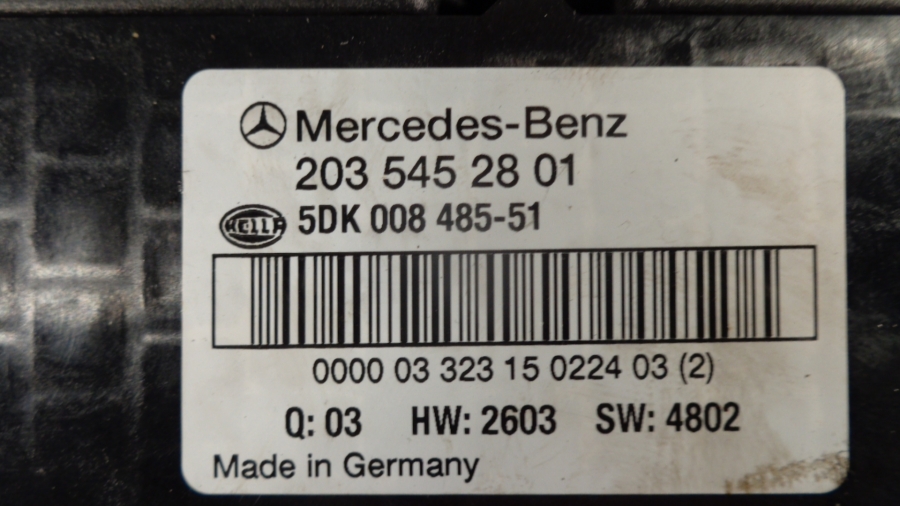 Mercedes-Benz
203 545 28 01
HELLA 5DK 008 485-51
0000 03 323 15 0224 03 (2)
Q: 03 HW: 2603 SW: 4802
Made in Germany